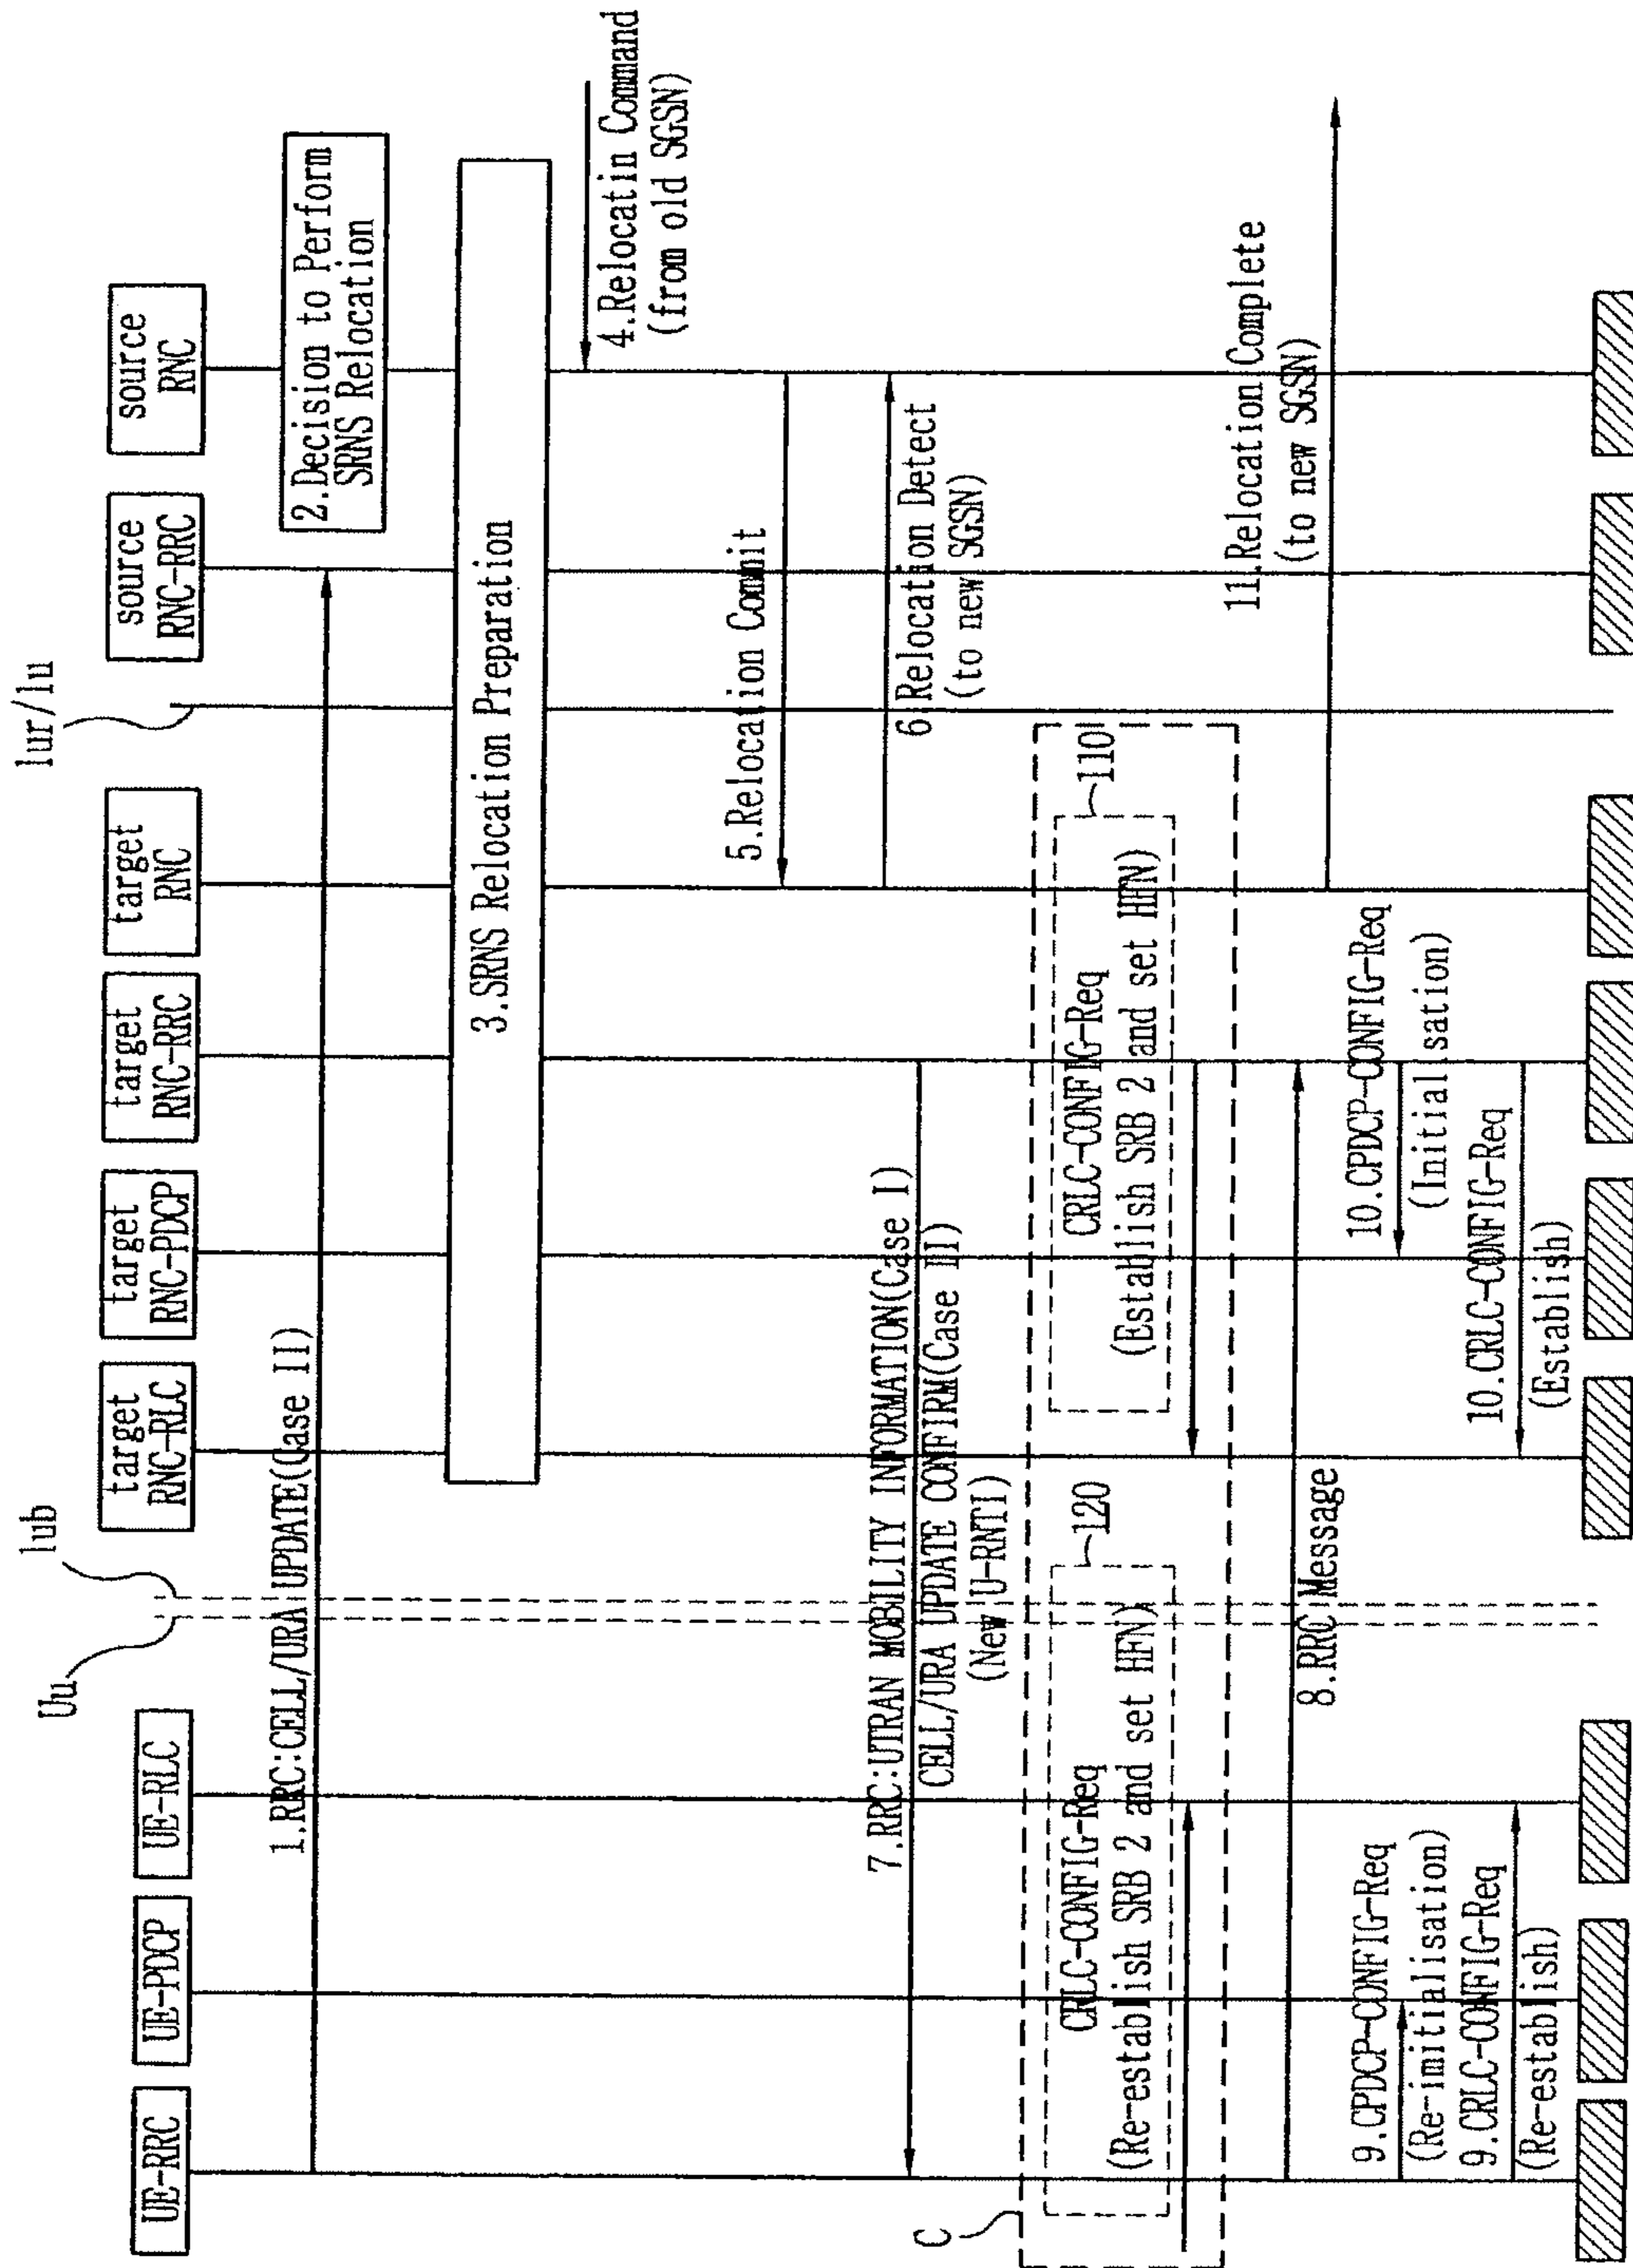 UE-RRC
UE-PDCP
UE-RLC
Uu
lub
target
RNC-RLC
target
RNC-PDCP
target
RNC-RRC
target
RNC
lur/lu
source
RNC-RRC
source
RNC
1.RRC:CELL/URA UPDATE(Case II)
2.Decision to Perform
SRNS Relocation
3.SRNS Relocation Preparation
4.Relocatin Command
(from old SGSN)
5.Relocation Commit
6.Relocation Detect
(to new SGSN)
7.RRC:UTRAN MOBILITY INFORMATION(Case I)
CELL/URA UPDATE CONFIRM(Case II)
(New U-RNTI)
C
120
CRLC-CONFIG-Req
(Re-establish SRB 2 and set HFN)
110
CRLC-CONFIG-Req
(Establish SRB 2 and set HFN)
8.RRC Message
11.Relocation Complete
(to new SGSN)
9.CPDCP-CONFIG-Req
(Re-imitialisation)
9.CRLC-CONFIG-Req
(Re-establish)
10.CPDCP-CONFIG-Req
(Initialisation)
10.CRLC-CONFIG-Req
(Establish)